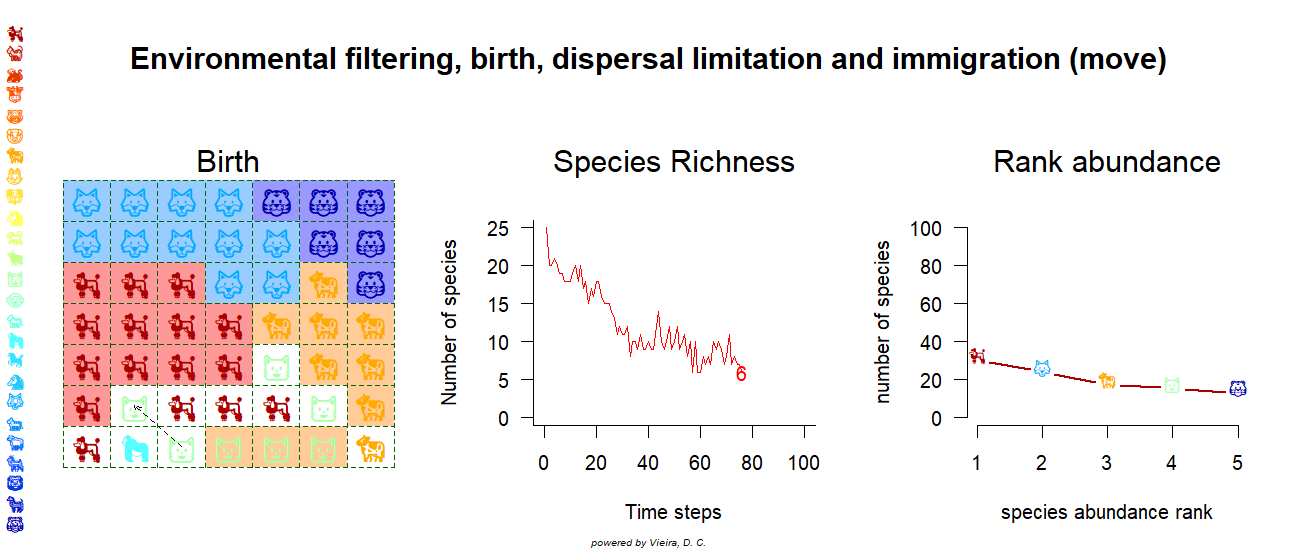 Environmental filtering, birth, dispersal limitation and immigration (move)
Birth
Species Richness
Rank abundance
Number of species
25
20
15
10
5
0
6
0 20 40 60 80 100
Time steps
number of species
100
80
60
40
20
0
1 2 3 4 5
species abundance rank
powered by Vieira, D. C.